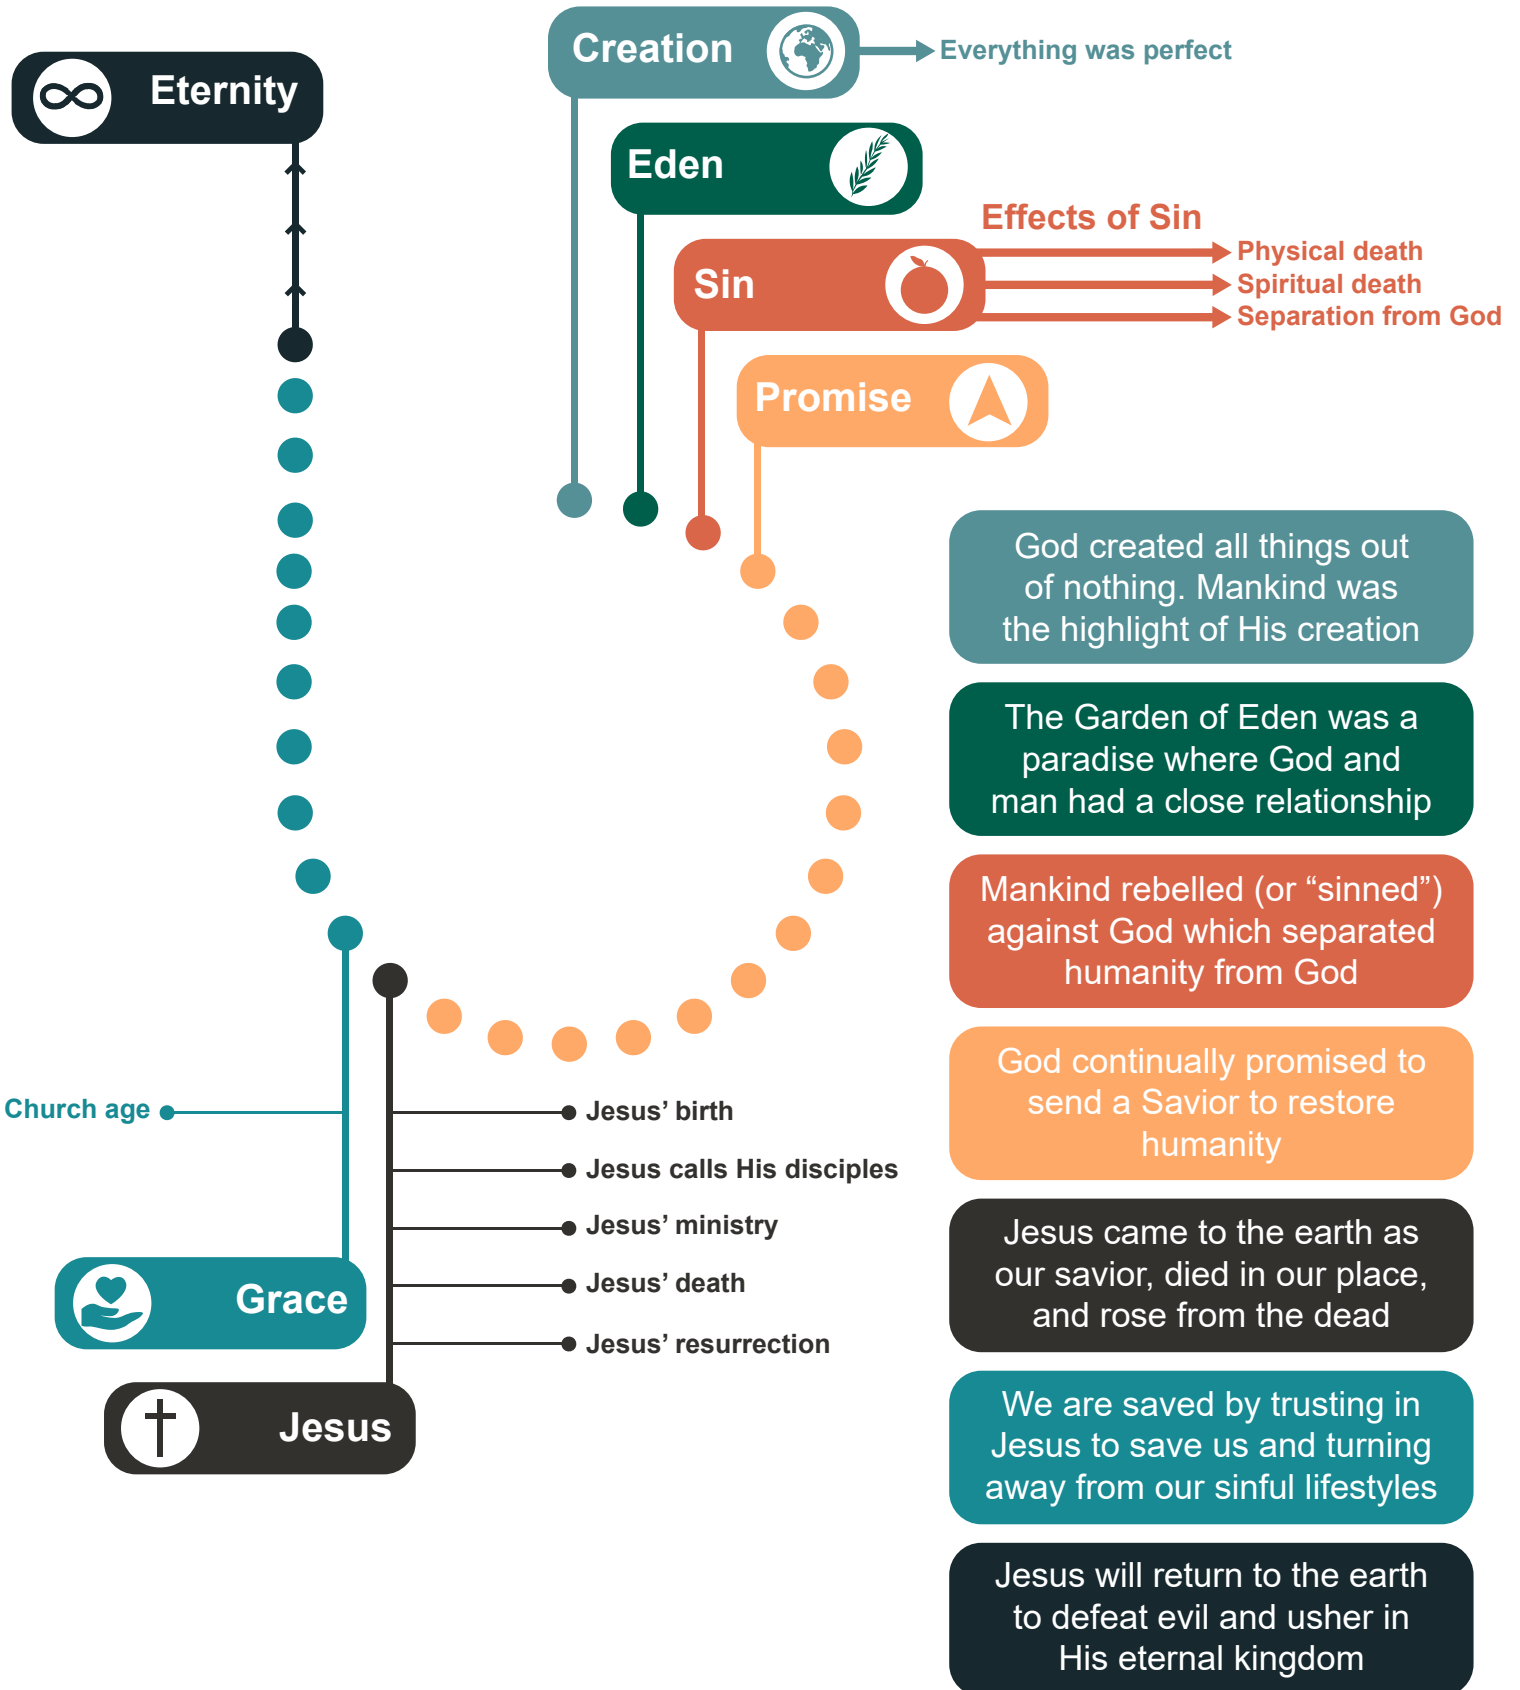 Creation
Everything was perfect
Eternity
Eden
Effects of Sin
Sin
Physical death
Spiritual death
Separation from God
Promise
God created all things out
of nothing. Mankind was
the highlight of His creation
The Garden of Eden was a
paradise where God and
man had a close relationship
Mankind rebelled (or “sinned”)
against God which separated
humanity from God
God continually promised to
send a Savior to restore
humanity
Church age
Jesus’ birth
Jesus calls His disciples
Jesus’ ministry
Jesus’ death
Jesus’ resurrection
Grace
Jesus
Jesus came to the earth as
our savior, died in our place,
and rose from the dead
We are saved by trusting in
Jesus to save us and turning
away from our sinful lifestyles
Jesus will return to the earth
to defeat evil and usher in
His eternal kingdom